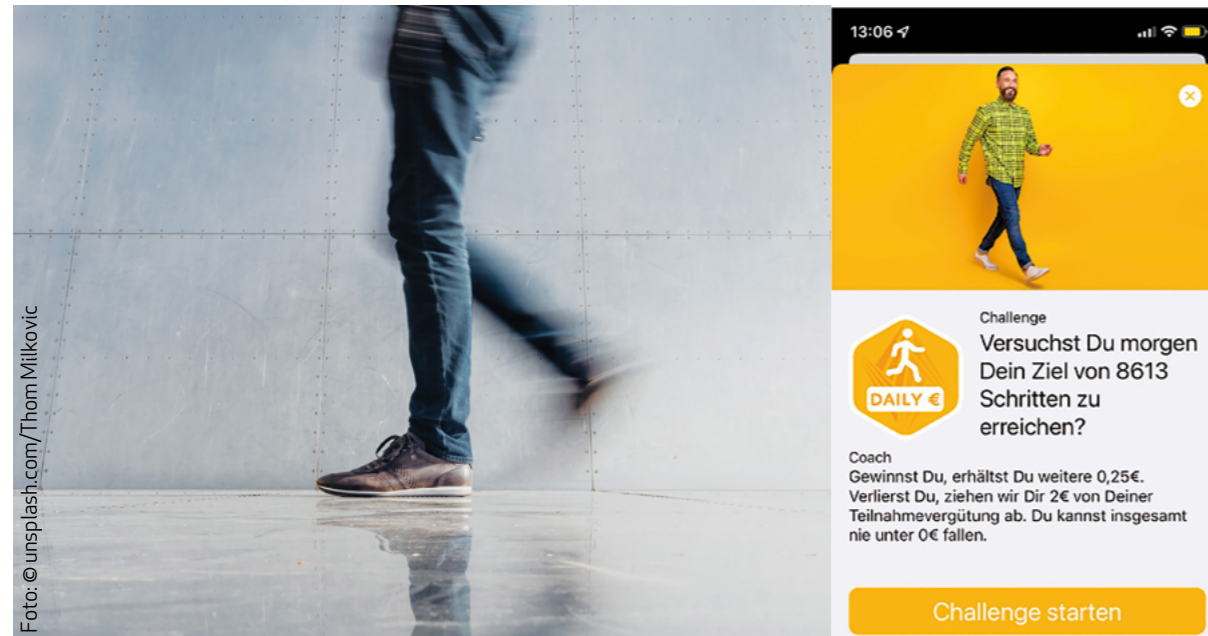 Foto: © unsplash.com/Thom Milkovic
13:06
Challenge
Versuchst Du morgen
Dein Ziel von 8613
Schritten zu
erreichen?
DAILY €
Coach
Gewinnst Du, erhältst Du weitere 0,25€.
Verlierst Du, ziehen wir Dir 2€ von Deiner
Teilnahmevergütung ab. Du kannst insgesamt
nie unter 0€ fallen.
Challenge starten